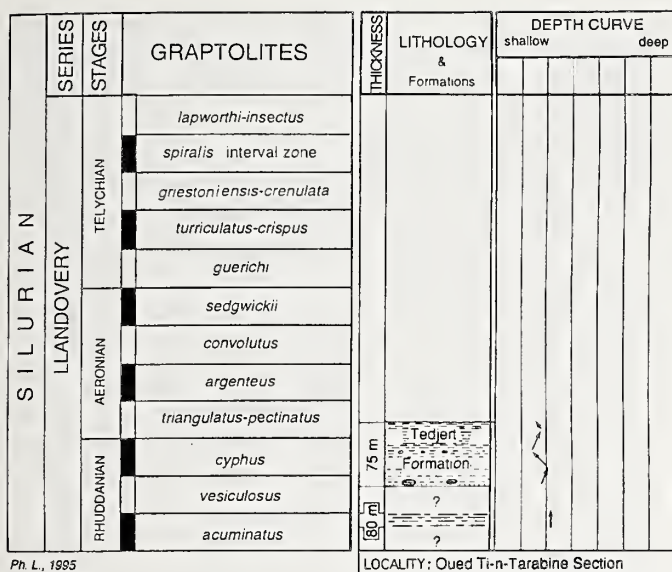 SILURIAN
SERIES
LLANDOVERY
STAGES
TELYCHIAN
AERONIAN
RHUDDANIAN
GRAPTOLITES
lapworthi-insectus
spiralis interval zone
griestoniensis-crenulata
turriculatus-crispus
guerichi
sedgwickii
convolutus
argenteus
triangulatus-pectinatus
cyphus
vesiculosus
acuminatus
THICKNESS
75 m
80 m
LITHOLOGY
&
Formations
Tedjert
Formation
?
?
DEPTH CURVE
shallow deep
Ph. L., 1995
LOCALITY: Oued Ti-n-Tarabine Section